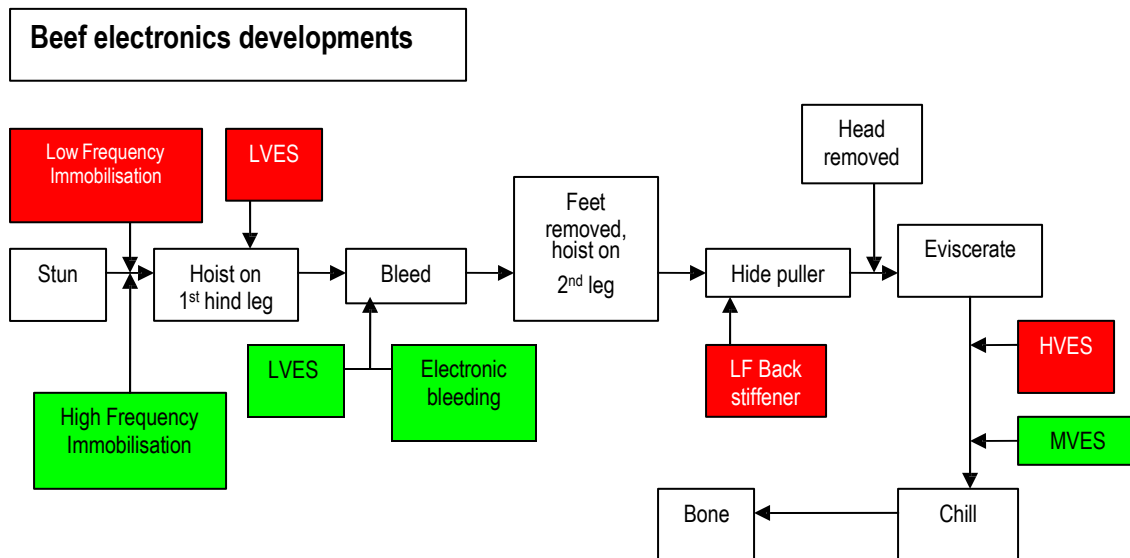 Beef electronics developments
Low Frequency
Immobilisation
LVES
Head
removed
Stun
Hoist on
1st hind leg
Bleed
Feet
removed,
hoist on
2nd leg
Hide puller
Eviscerate
LVES
Electronic
bleeding
LF Back
stiffener
HVES
High Frequency
Immobilisation
MVES
Bone
Chill